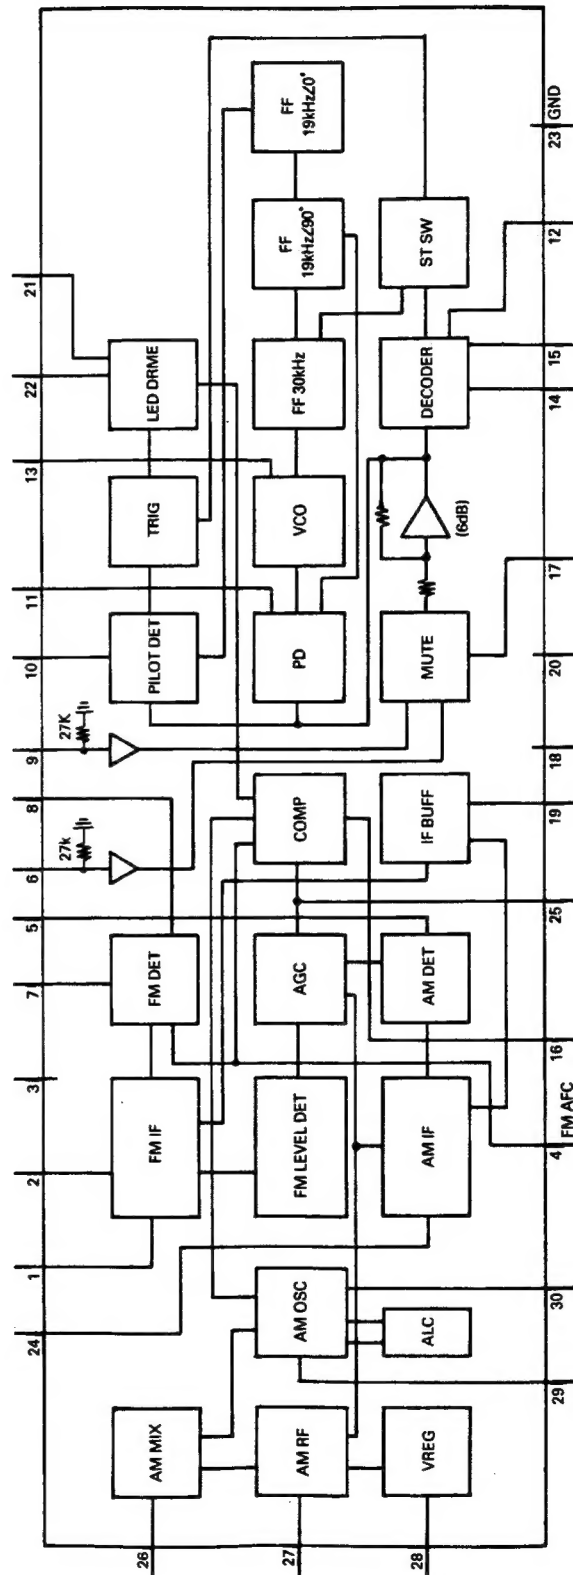 24
1
2
3
7
5
6
8
9
10
11
13
22
21
27k
27K
26
AM MIX
FM IF
FM DET
PILOT DET
TRIG
LED DRME
27
AM RF
AM OSC
FM LEVEL DET
AGC
COMP
PD
VCO
FF 30kHz
FF
19kHz∠90°
FF
19kHz∠0°
28
VREG
ALC
AM IF
AM DET
IF BUFF
MUTE
(6dB)
DECODER
ST SW
29
30
4
FM AFC
16
25
19
18
20
17
14
15
12
23
GND